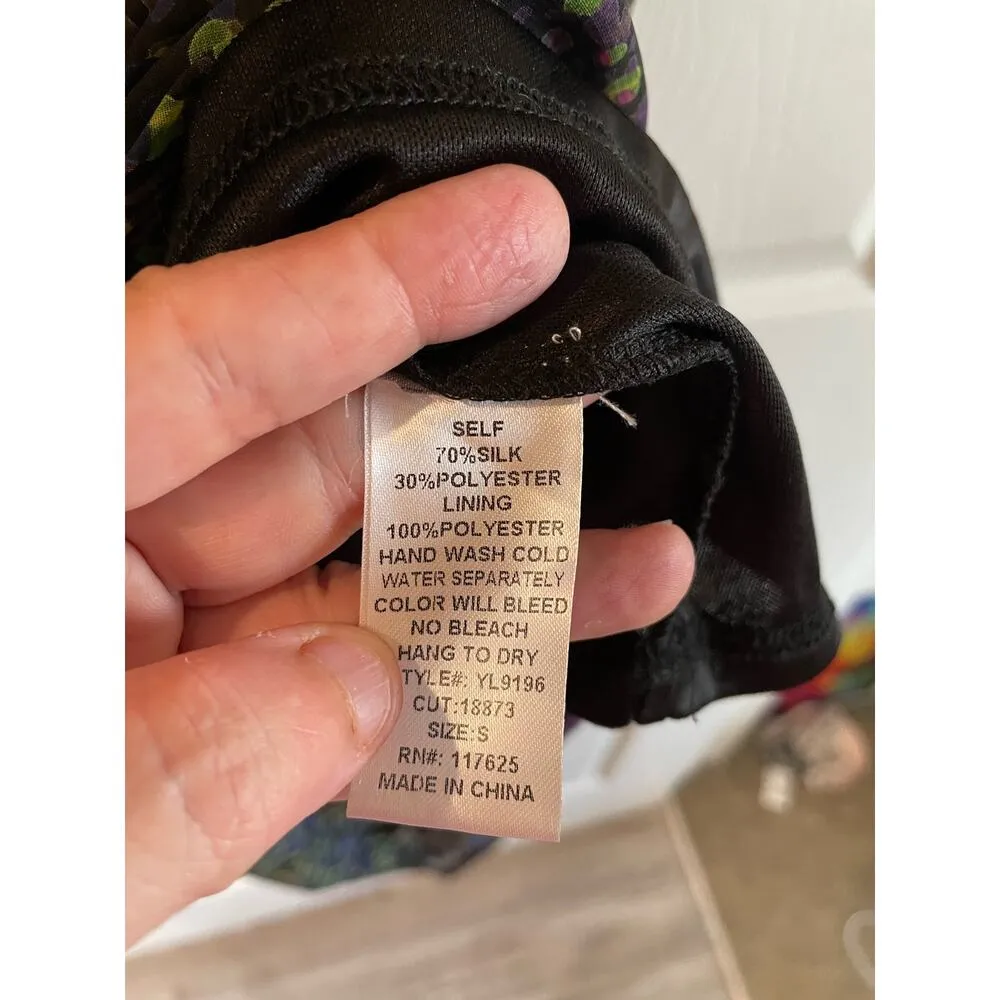 SELF
70%SILK
30%POLYESTER
LINING
100%POLYESTER
HAND WASH COLD
WATER SEPARATELY
COLOR WILL BLEED
NO BLEACH
HANG TO DRY
TYLE#: YL9196
CUT:18873
SIZE:S
RN#: 117625
MADE IN CHINA